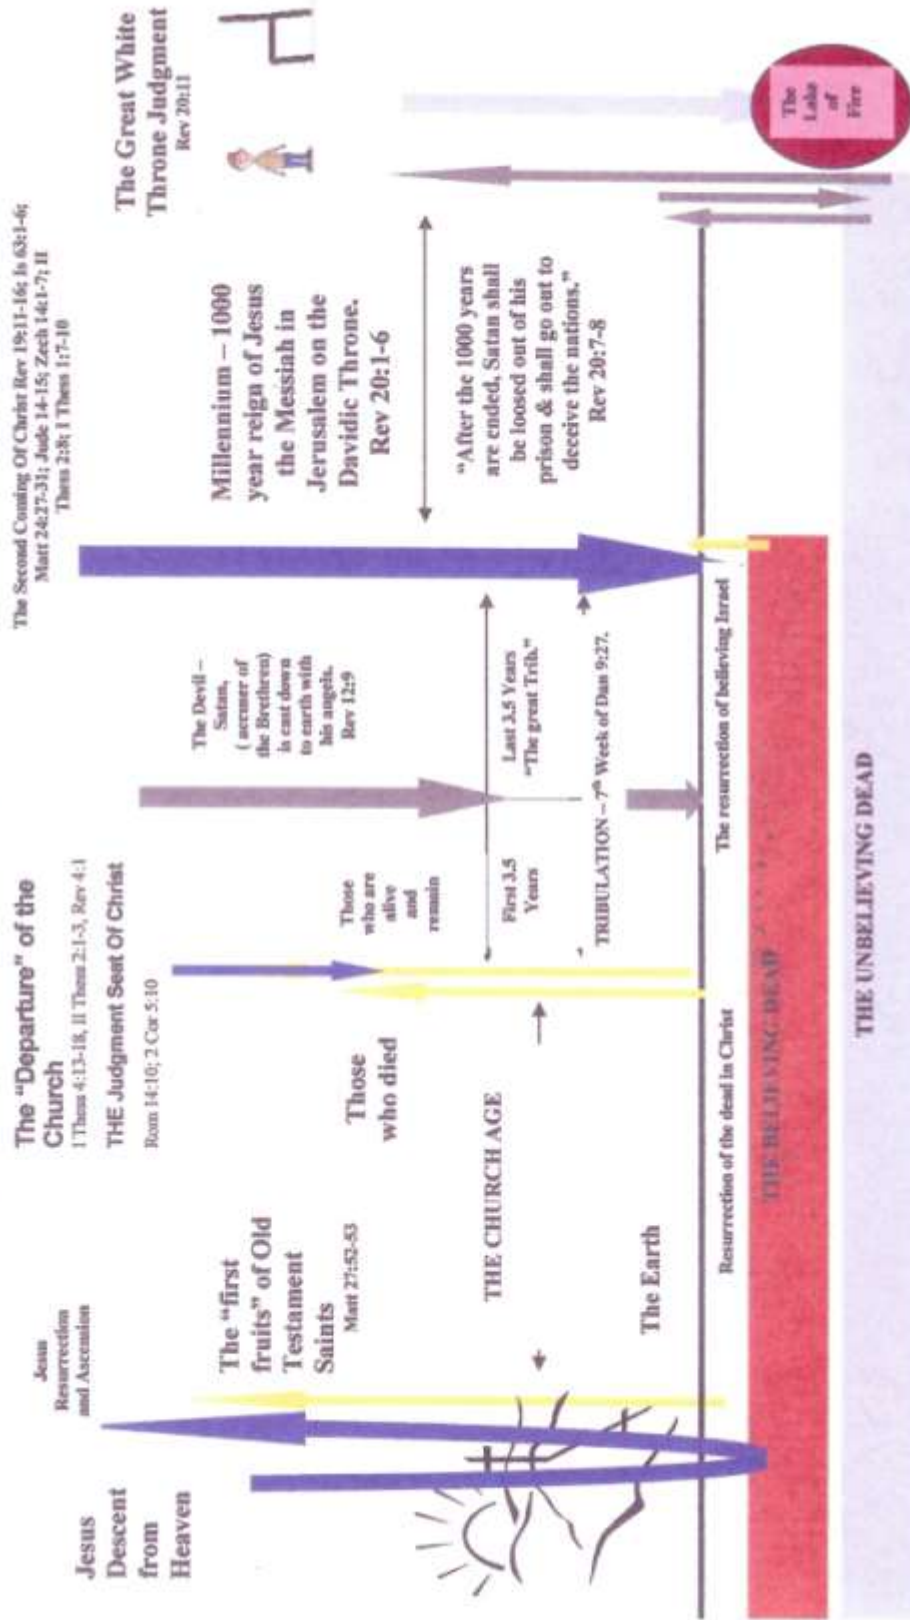 Jesus
Descent
from
Heaven
Jesus
Resurrection
and Ascension
The "first
fruits" of Old
Testament
Saints
Matt 27:52-53
THE CHURCH AGE
The Earth
The "Departure" of the
Church
I Thess 4:13-18, II Thess 2:1-3, Rev 4:1
THE Judgment Seat Of Christ
Rom 14:10; 2 Cor 5:10
Those
who died
Those
who are
alive
and
remain
The Devil –
Satan,
( accuser of
the Brethren)
is cast down
to earth with
his angels.
Rev 12:9
First 3.5
Years
Last 3.5 Years
"The great Trib."
TRIBULATION – 7th Week of Dan 9:27.
The Second Coming Of Christ Rev 19:11-16; Is 63:1-6;
Matt 24:27-31; Jude 14-15; Zech 14:1-7; II
Thess 2:8; I Thess 1:7-10
Millennium – 1000
year reign of Jesus
the Messiah in
Jerusalem on the
Davidic Throne.
Rev 20:1-6
"After the 1000 years
are ended, Satan shall
be loosed out of his
prison & shall go out to
deceive the nations."
Rev 20:7-8
The Great White
Throne Judgment
Rev 20:11
The
Lake
of
Fire
Resurrection of the dead in Christ
The resurrection of believing Israel
THE BELIEVING DEAD
THE UNBELIEVING DEAD